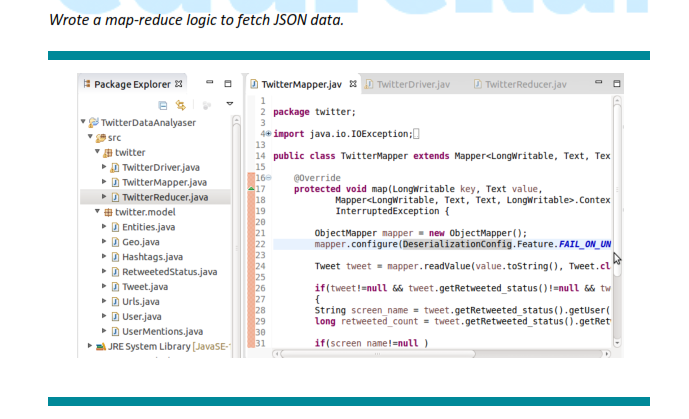 Wrote a map-reduce logic to fetch JSON data.
Package Explorer
TwitterDataAnalyaser
src
twitter
TwitterDriver.java
TwitterMapper.java
TwitterReducer.java
twitter.model
Entities.java
Geo.java
Hashtags.java
RetweetedStatus.java
Tweet.java
Urls.java
User.java
UserMentions.java
JRE System Library [JavaSE-
TwitterMapper.jav TwitterDriver.jav TwitterReducer.jav
1
2 package twitter;
3
4 import java.io.IOException;
13
14 public class TwitterMapper extends Mapper<LongWritable, Text, Tex
15
16 @Override
17 protected void map(LongWritable key, Text value,
18 Mapper<LongWritable, Text, Text, LongWritable>.Contex
19 InterruptedException {
20
21 ObjectMapper mapper = new ObjectMapper();
22 mapper.configure(DeserializationConfig.Feature.FAIL_ON_UN
23
24 Tweet tweet = mapper.readValue(value.toString(), Tweet.cl
25
26 if(tweet!=null && tweet.getRetweeted_status()!=null && tw
27 {
28 String screen_name = tweet.getRetweeted_status().getUser(
29 long retweeted_count = tweet.getRetweeted_status().getRet
30
31 if(screen_name!=null )